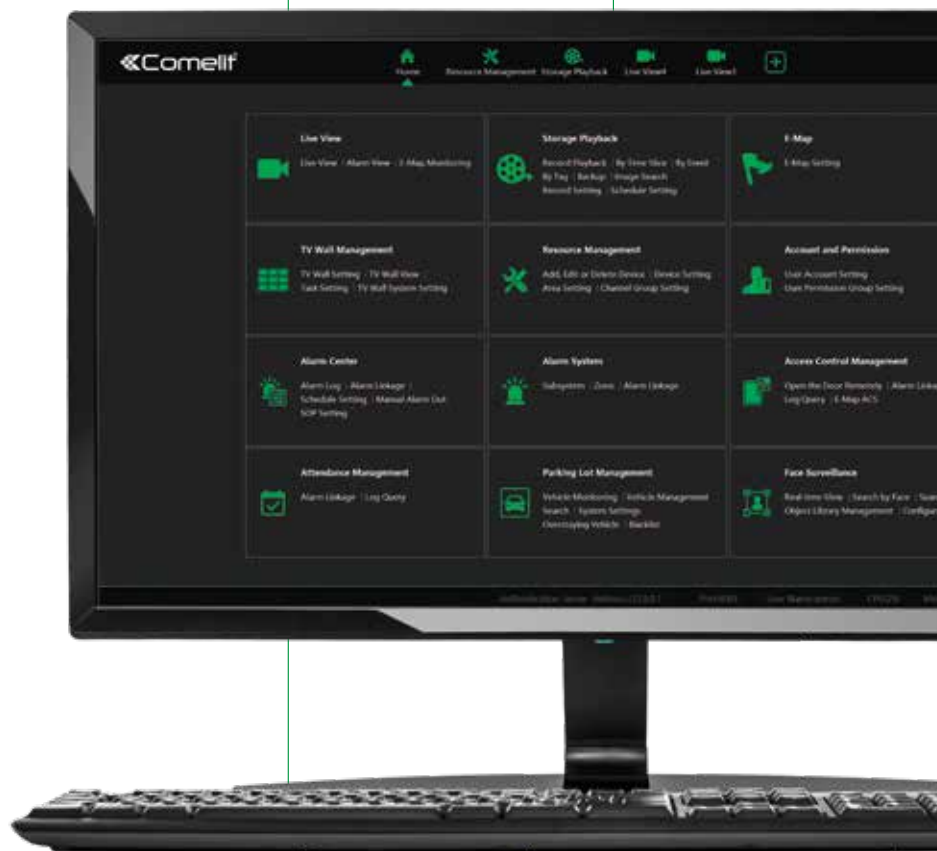 Comelit
Home
Resource Management
Storage Playback
Live View4
Live View1
Live View
Live View | Alarm View | E-Map Monitoring
Storage Playback
Record Playback | By Time Slice | By Event
By Tag | Backup | Image Search
Record Setting | Schedule Setting
E-Map
E-Map Setting
TV Wall Management
TV Wall Setting | TV Wall View
Task Setting | TV Wall System Setting
Resource Management
Add, Edit or Delete Device | Device Setting
Area Setting | Channel Group Setting
Account and Permission
User Account Setting
User Permission Group Setting
Alarm Center
Alarm Log | Alarm Linkage |
Schedule Setting | Manual Alarm Out
SOP Setting
Alarm System
Subsystem | Zone | Alarm Linkage
Access Control Management
Open the Door Remotely | Alarm Linka
Log Query | E-Map ACS
Attendance Management
Alarm Linkage | Log Query
Parking Lot Management
Vehicle Monitoring | Vehicle Management
Search | System Settings
Overstaying Vehicle | Blacklist
Face Surveillance
Real-time View | Search by Face | Sear
Object Library Management | Configura